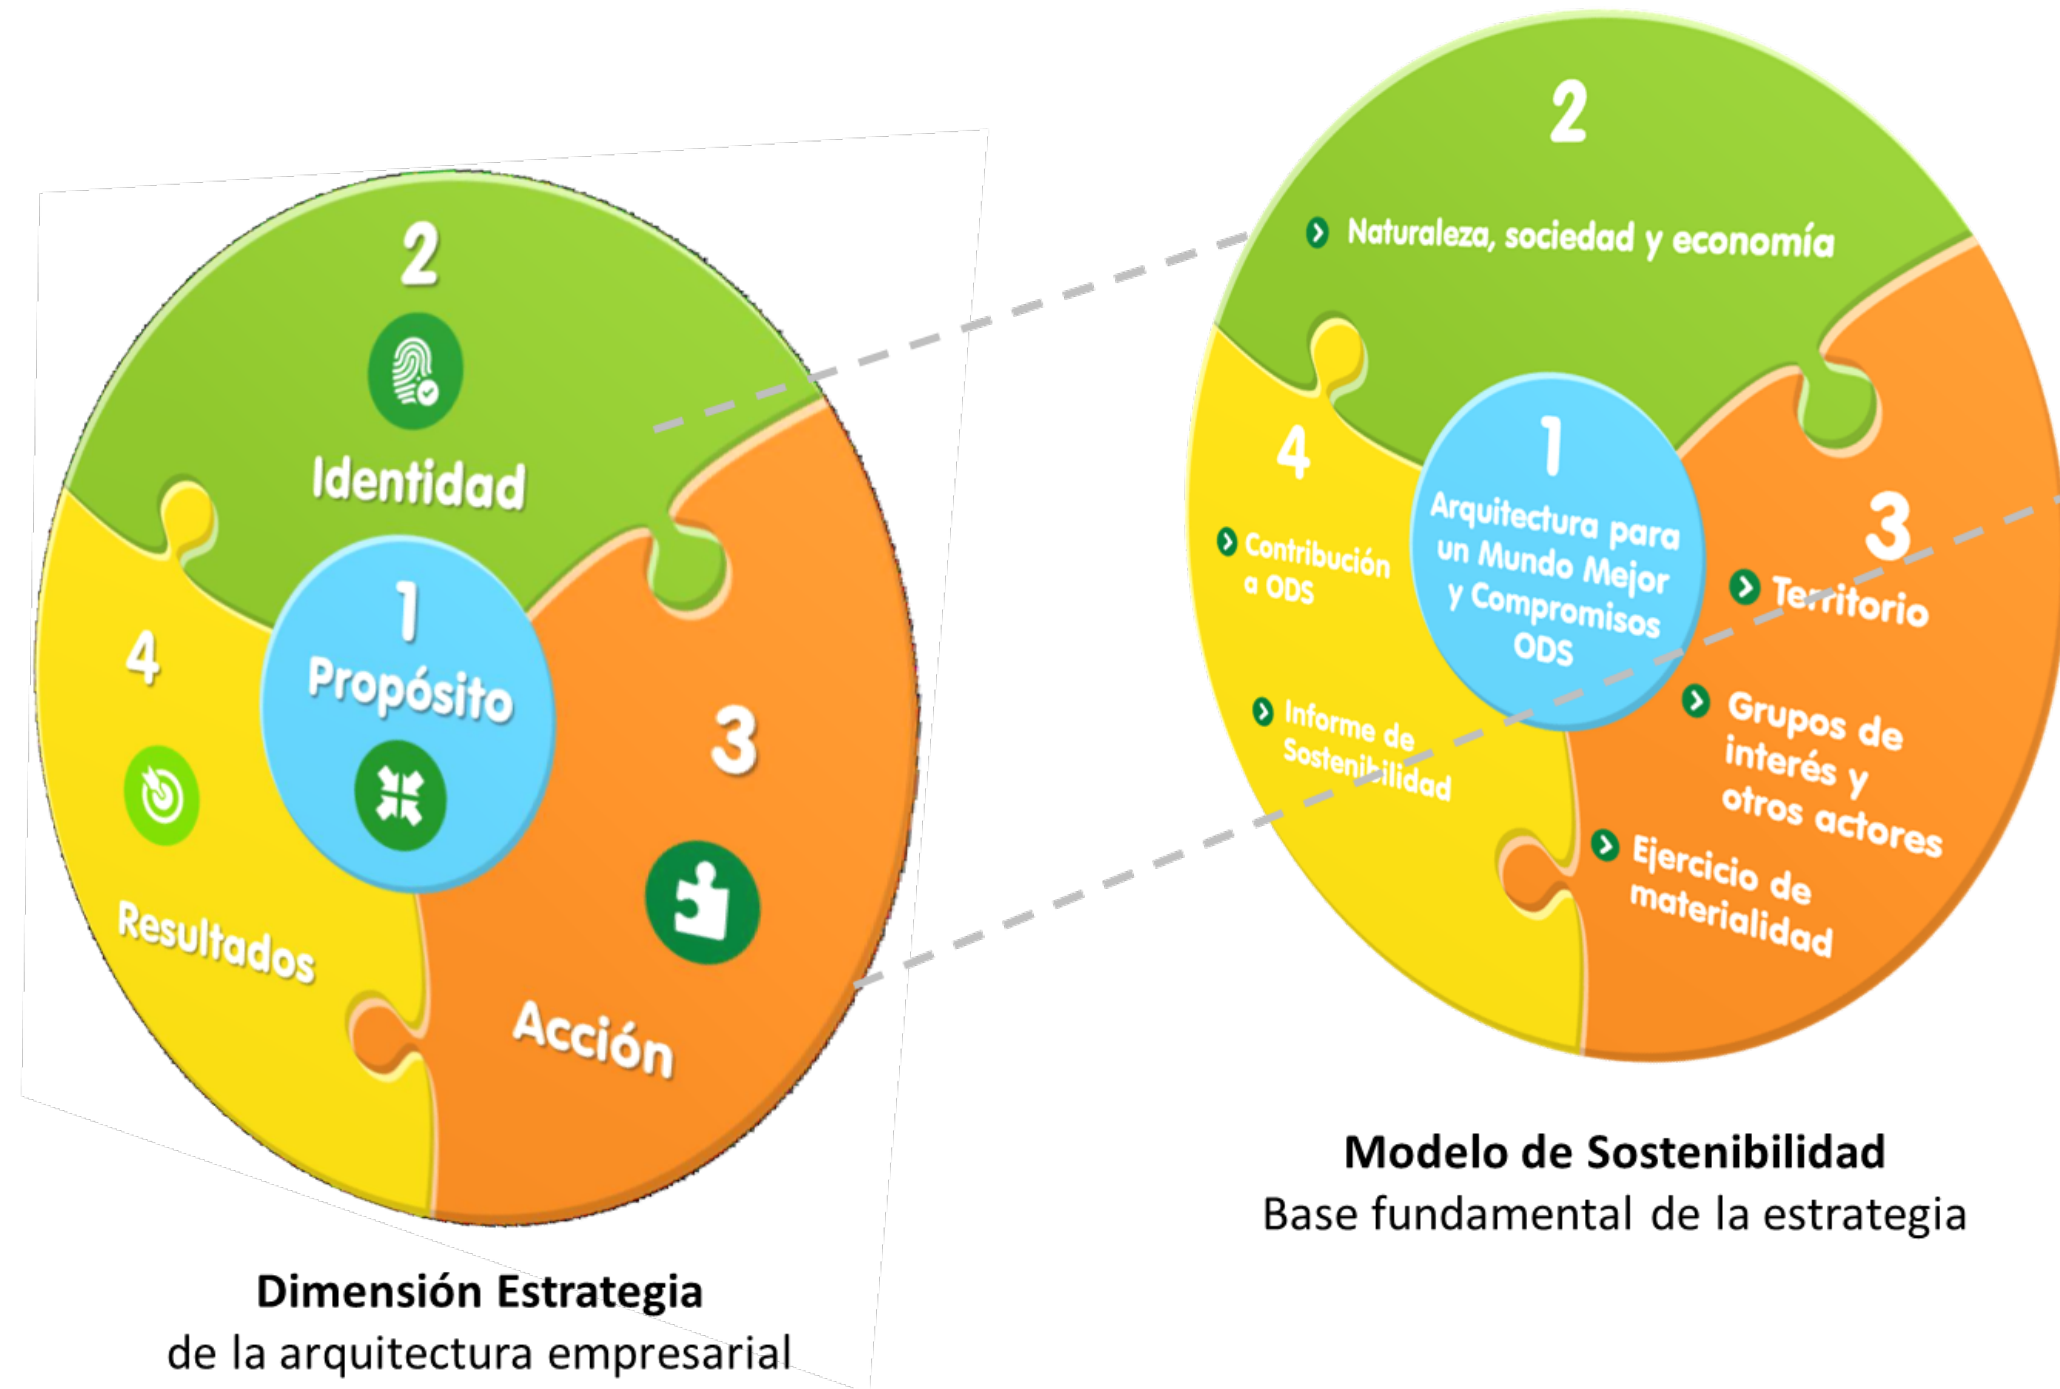 2
Identidad
1
Propósito
3
Acción
4
Resultados
Dimensión Estrategia
de la arquitectura empresarial
2
Naturaleza, sociedad y economía
1
Arquitectura para
un Mundo Mejor
y Compromisos
ODS
3
Territorio
Grupos de
interés y
otros actores
Ejercicio de
materialidad
4
Contribución
a ODS
Informe de
Sostenibilidad
Modelo de Sostenibilidad
Base fundamental de la estrategia